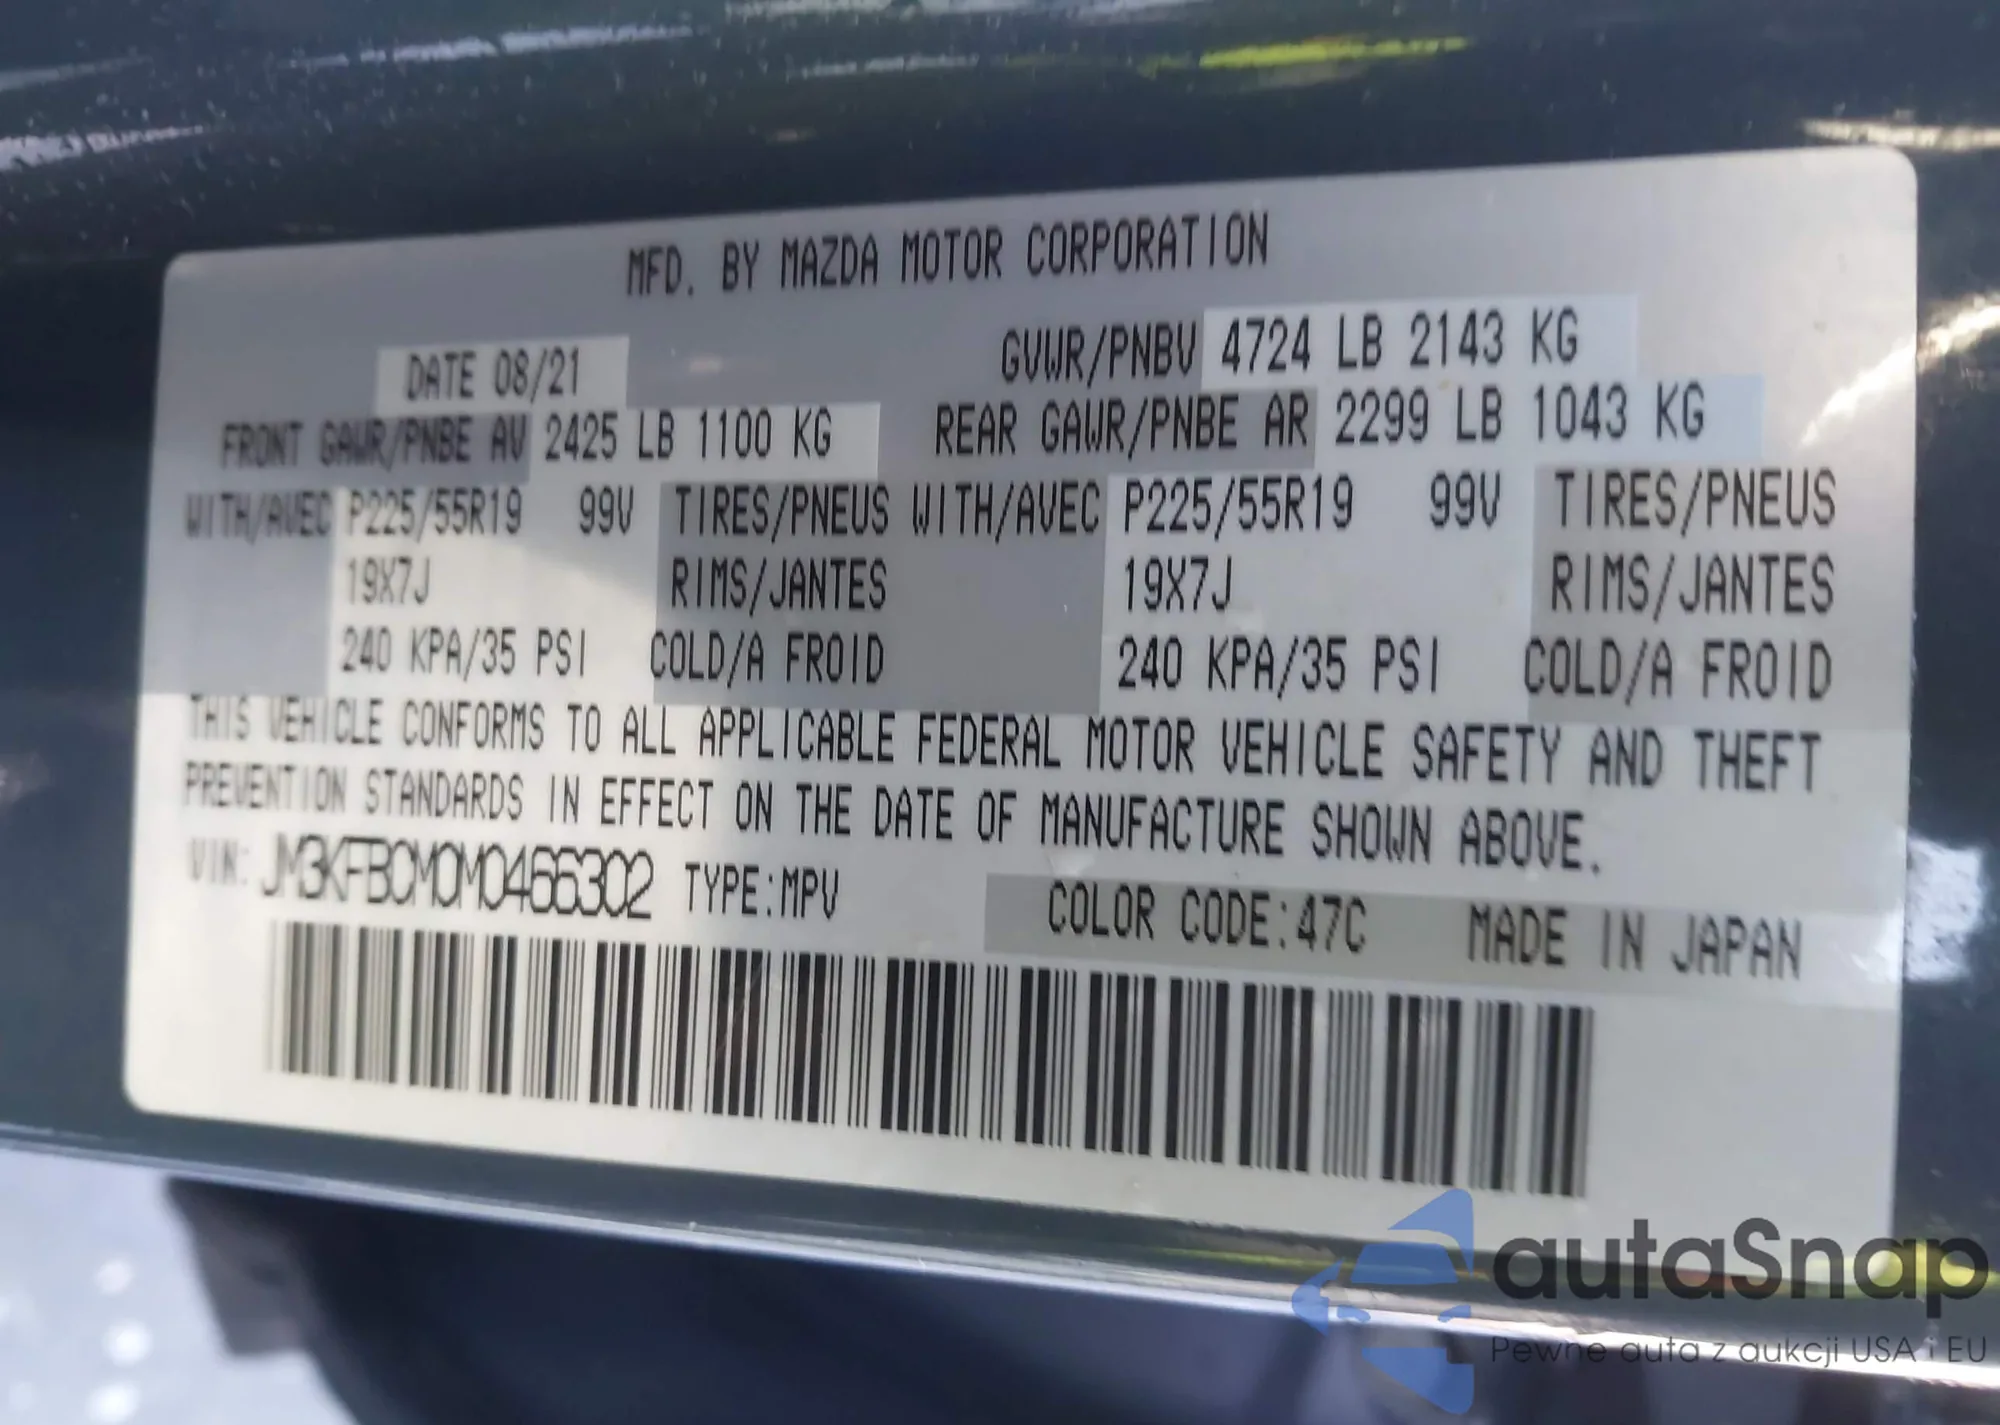 MFD. BY MAZDA MOTOR CORPORATION
DATE 08/21 GVWR/PNBV 4724 LB 2143 KG
FRONT GAWR/PNBE AV 2425 LB 1100 KG REAR GAWR/PNBE AR 2299 LB 1043 KG
WITH/AVEC P225/55R19 99V TIRES/PNEUS WITH/AVEC P225/55R19 99V TIRES/PNEUS
19X7J RIMS/JANTES 19X7J RIMS/JANTES
240 KPA/35 PSI COLD/A FROID 240 KPA/35 PSI COLD/A FROID
THIS VEHICLE CONFORMS TO ALL APPLICABLE FEDERAL MOTOR VEHICLE SAFETY AND THEFT
PREVENTION STANDARDS IN EFFECT ON THE DATE OF MANUFACTURE SHOWN ABOVE.
VIN: JM3KFBCM0M0466302 TYPE:MPV COLOR CODE:47C MADE IN JAPAN
autaSnap
Pewne auta z aukcji USA i EU